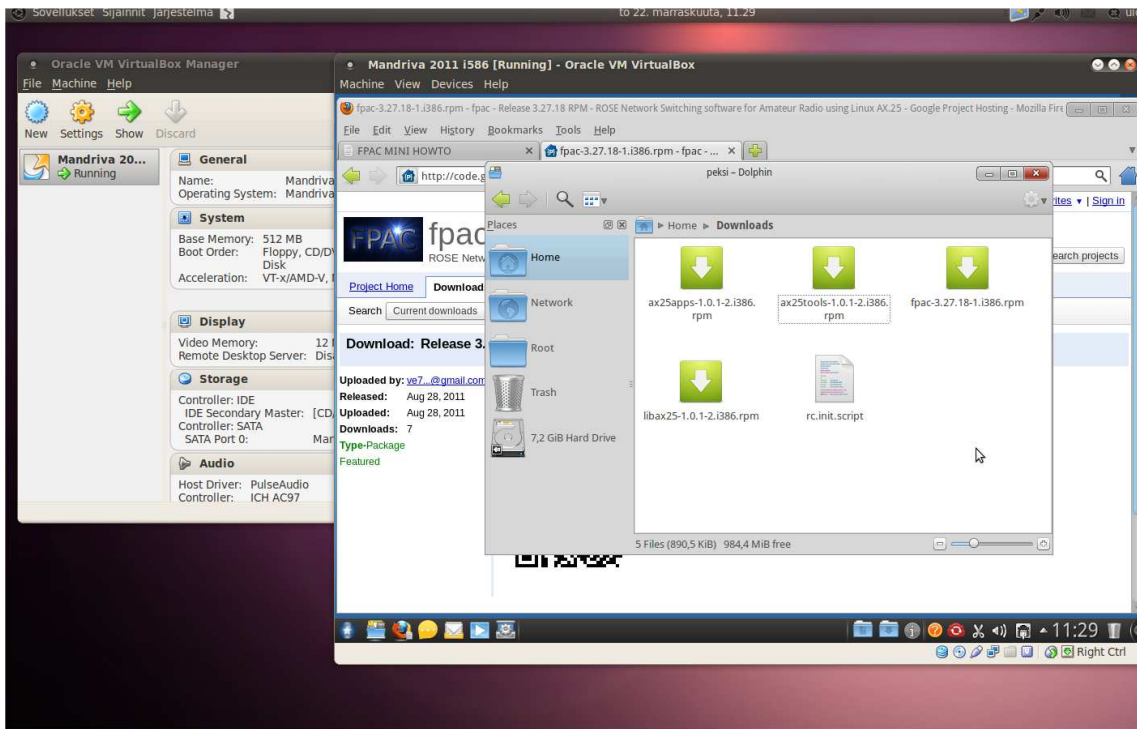 Sovellukset Sijainnit Järjestelmä
to 22. marraskuuta, 11.29
Oracle VM VirtualBox Manager
File Machine Help
New Settings Show Discard
Mandriva 20...
Running
General
Name: Mandriva
Operating System: Mandriva
System
Base Memory: 512 MB
Boot Order: Floppy, CD/D
Disk
Acceleration: VT-x/AMD-V,
Display
Video Memory: 12
Remote Desktop Server:
Storage
Controller: IDE
IDE Secondary Master:
Controller: SATA
SATA Port 0:
Audio
Host Driver: PulseAudio
Controller: ICH AC97
Mandriva 2011 i586 [Running] - Oracle VM VirtualBox
Machine View Devices Help
fpac-3.27.18-1.i386.rpm - fpac - Release 3.27.18 RPM - ROSE Network Switching software for Amateur Radio using Linux AX.25 - Google Project Hosting - Mozilla Fire
File Edit View History Bookmarks Tools Help
FPAC MINI HOWTO
fpac-3.27.18-1.i386.rpm - fpac - ...
http://code.g
Sign in
FPAC
fpac
ROSE Netw
earch projects
Project Home Download
Search Current downloads
Download: Release 3.
Uploaded by: ve7...@gmail.com
Released: Aug 28, 2011
Uploaded: Aug 28, 2011
Downloads: 7
Type-Package
Featured
peksi – Dolphin
Places
Home
Network
Root
Trash
7,2 GiB Hard Drive
Home Downloads
ax25apps-1.0.1-2.i386.
rpm
ax25tools-1.0.1-2.i386.
rpm
fpac-3.27.18-1.i386.rpm
libax25-1.0.1-2.i386.rpm
rc.init.script
5 Files (890,5 KiB) 984,4 MiB free
11:29
Right Ctrl